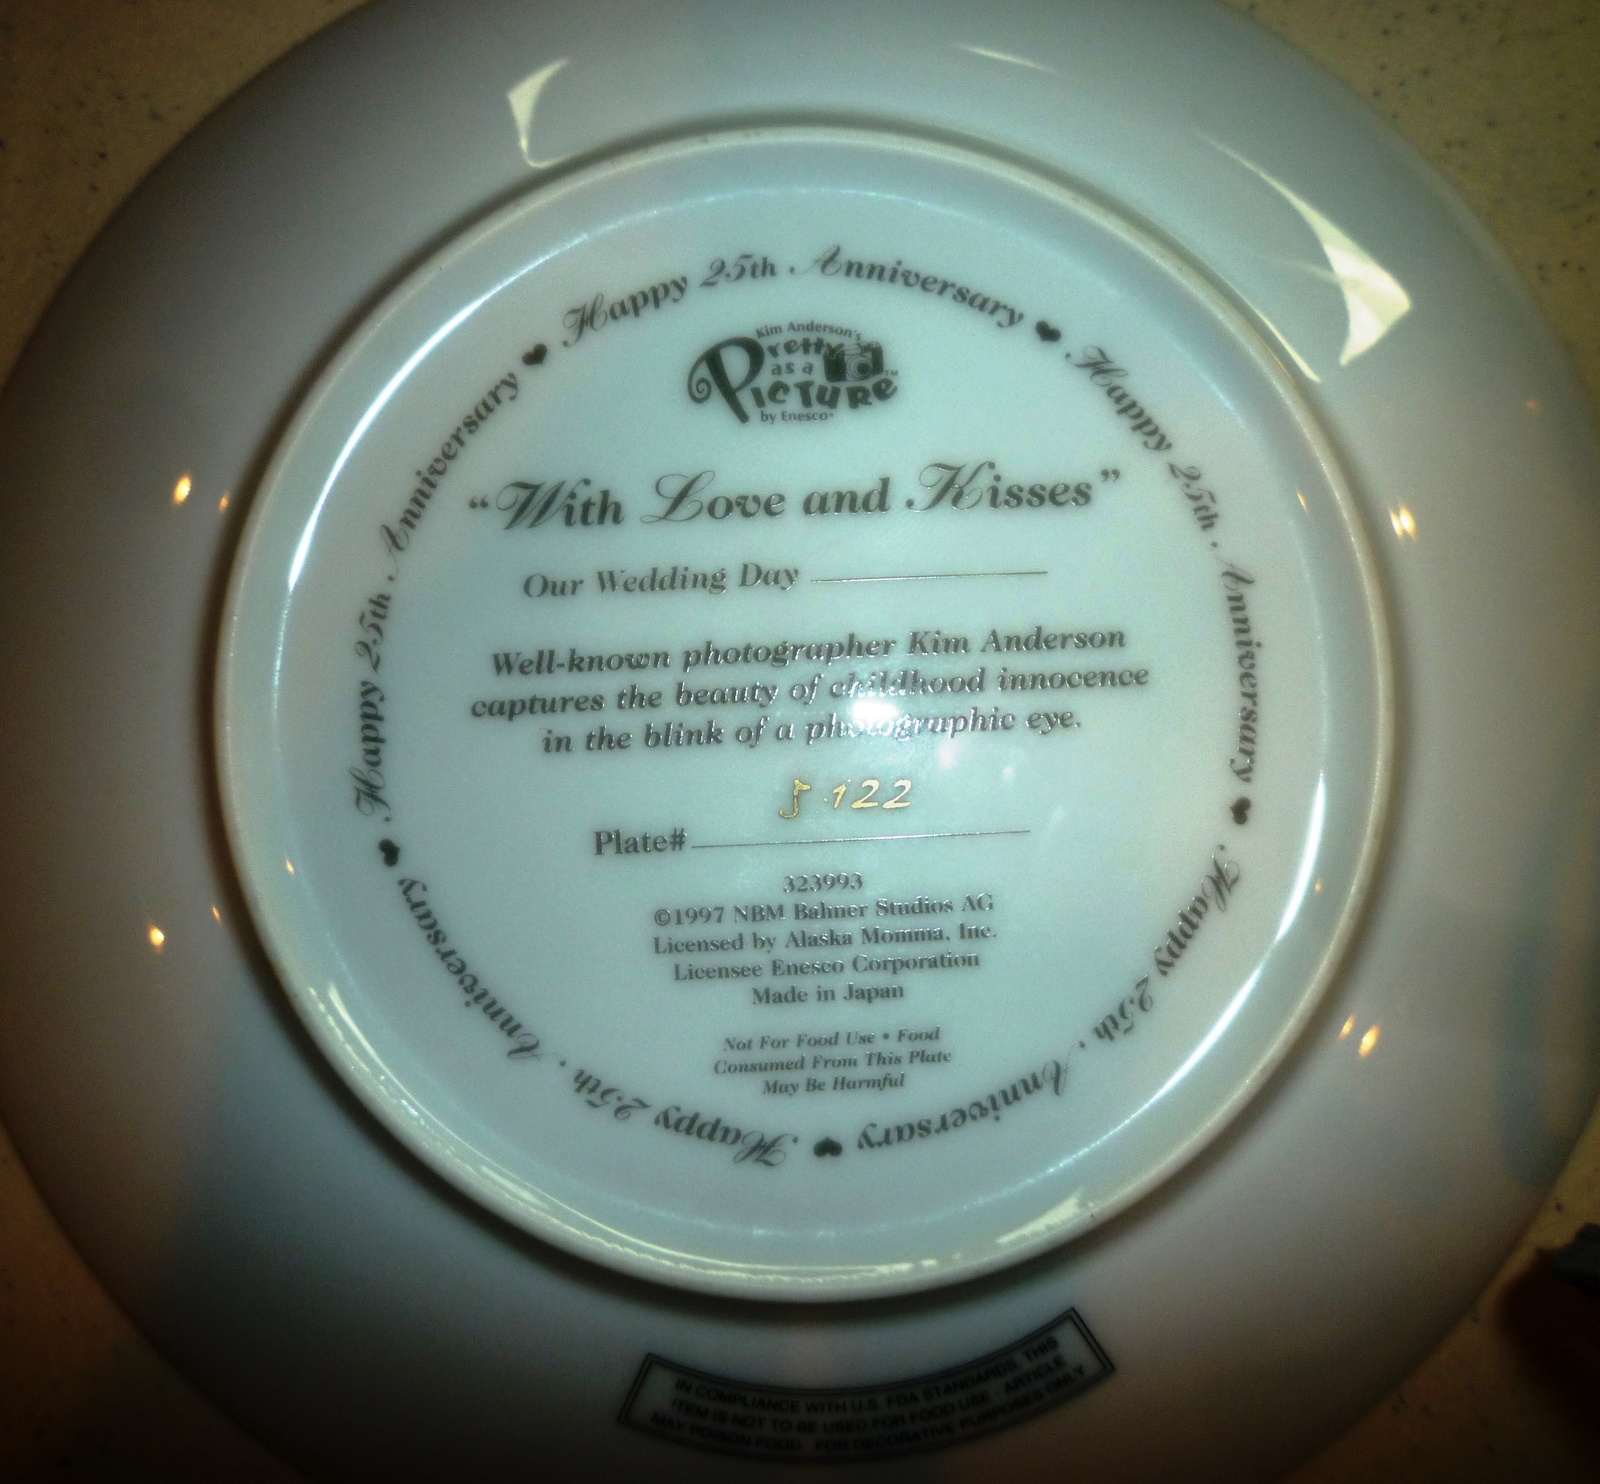 Happy 25th Anniversary ♥ Happy 25th Anniversary ♥ Happy 25th Anniversary ♥ Happy 25th Anniversary ♥ Happy 25th Anniversary ♥
Kim Anderson's
Pretty
as a
Picture™
by Enesco®
“With Love and Kisses”
Our Wedding Day
Well-known photographer Kim Anderson
captures the beauty of childhood innocence
in the blink of a photographic eye.
J 122
Plate#
323993
©1997 NBM Bahner Studios AG
Licensed by Alaska Momma, Inc.
Licensee Enesco Corporation
Made in Japan
Not For Food Use • Food
Consumed From This Plate
May Be Harmful
IN COMPLIANCE WITH U.S. FDA STANDARDS, THIS
ITEM IS NOT TO BE USED FOR FOOD USE - ARTICLE
MAY POISON FOOD. FOR DECORATIVE PURPOSES ONLY